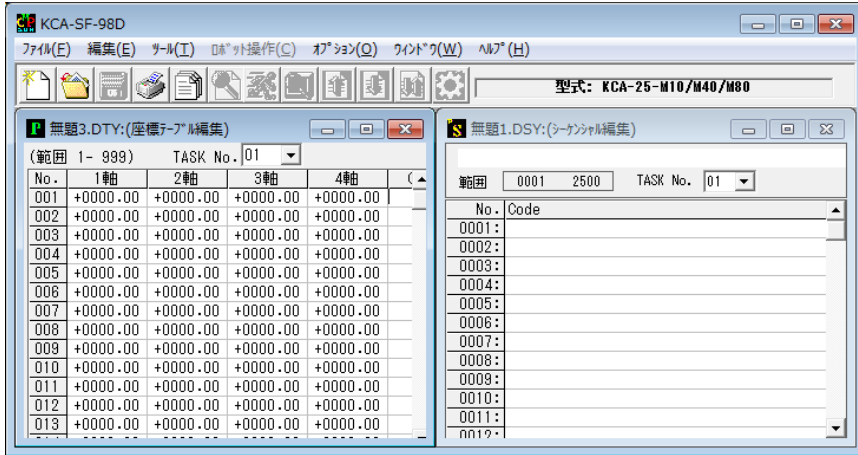 KCA-SF-98D
ﾌｧｲﾙ(F) 編集(E) ﾂｰﾙ(T) ﾛﾎﾞｯﾄ操作(C) ｵﾌﾟｼｮﾝ(O) ｳｨﾝﾄﾞｳ(W) ﾍﾙﾌﾟ(H)
型式: KCA-25-M10/M40/M80
無題3.DTY:(座標ﾃｰﾌﾞﾙ編集)
(範囲 1- 999) TASK No. 01
No. 1軸 2軸 3軸 4軸 (
001 +0000.00 +0000.00 +0000.00 +0000.00
002 +0000.00 +0000.00 +0000.00 +0000.00
003 +0000.00 +0000.00 +0000.00 +0000.00
004 +0000.00 +0000.00 +0000.00 +0000.00
005 +0000.00 +0000.00 +0000.00 +0000.00
006 +0000.00 +0000.00 +0000.00 +0000.00
007 +0000.00 +0000.00 +0000.00 +0000.00
008 +0000.00 +0000.00 +0000.00 +0000.00
009 +0000.00 +0000.00 +0000.00 +0000.00
010 +0000.00 +0000.00 +0000.00 +0000.00
011 +0000.00 +0000.00 +0000.00 +0000.00
012 +0000.00 +0000.00 +0000.00 +0000.00
013 +0000.00 +0000.00 +0000.00 +0000.00
無題1.DSY:(ｼｰｹﾝｼｬﾙ編集)
範囲 0001 2500 TASK No. 01
No. Code
0001:
0002:
0003:
0004:
0005:
0006:
0007:
0008:
0009:
0010:
0011:
0012: